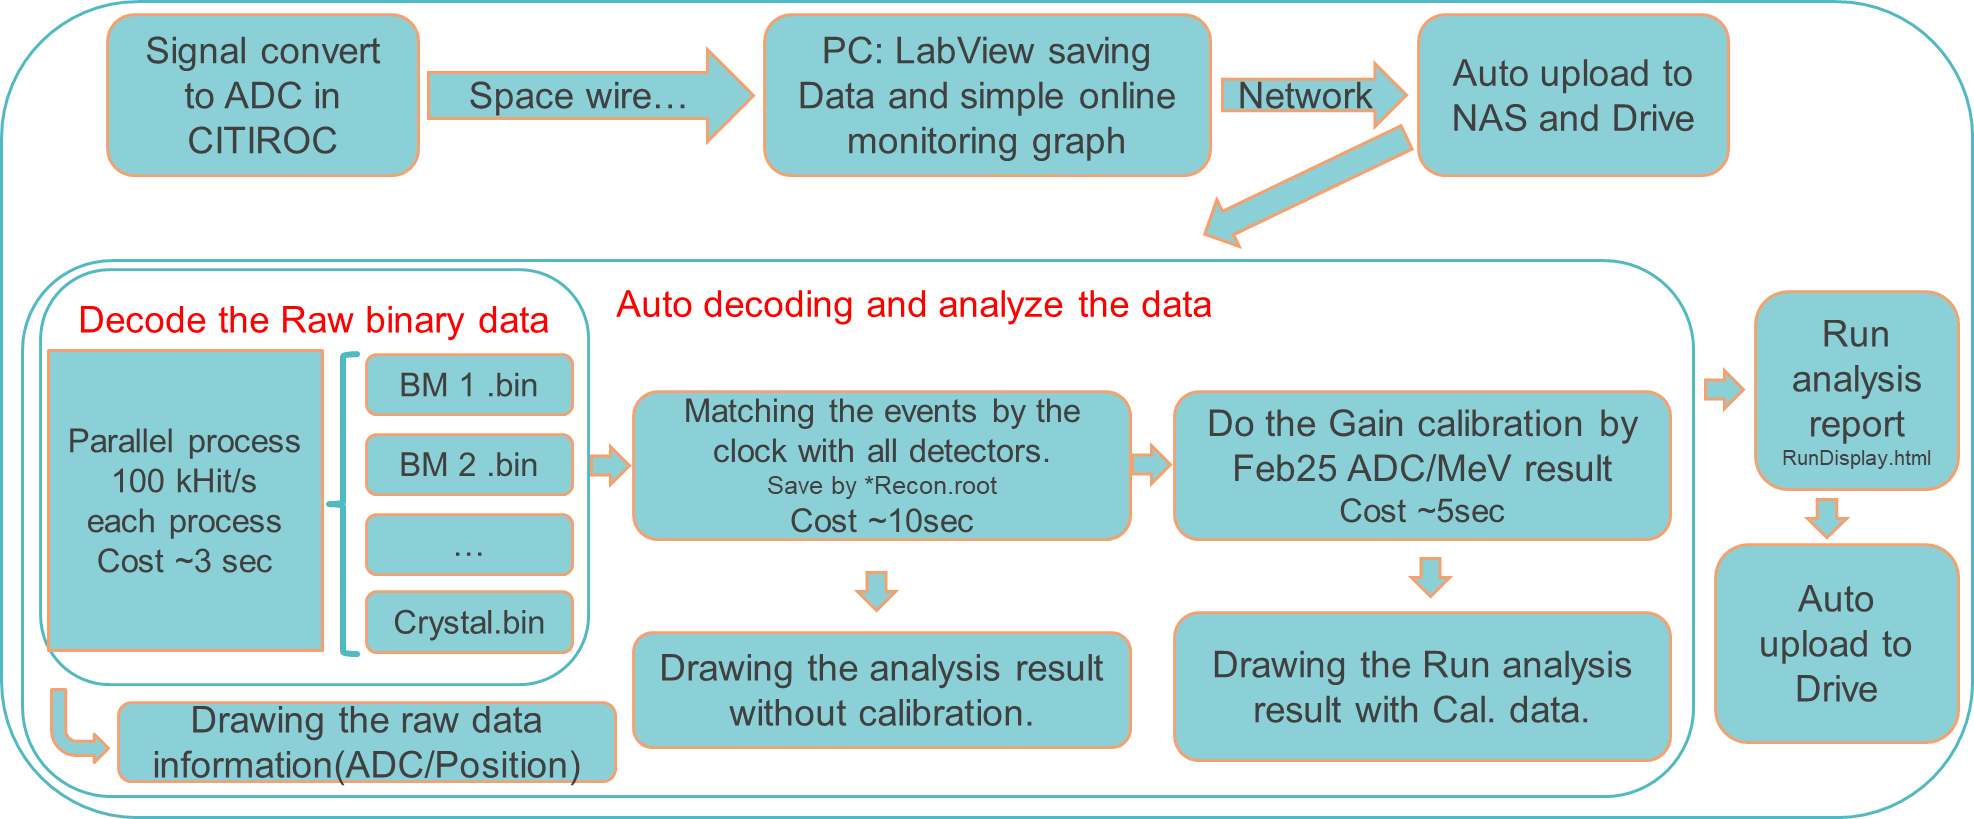 Signal convert
to ADC in
CITIROC
Space wire…
PC: LabView saving
Data and simple online
monitoring graph
Network
Auto upload to
NAS and Drive
Decode the Raw binary data
Auto decoding and analyze the data
Parallel process
100 kHit/s
each process
Cost ~3 sec
BM 1 .bin
BM 2 .bin
…
Crystal.bin
Matching the events by the
clock with all detectors.
Save by *Recon.root
Cost ~10sec
Do the Gain calibration by
Feb25 ADC/MeV result
Cost ~5sec
Run
analysis
report
RunDisplay.html
Drawing the raw data
information(ADC/Position)
Drawing the analysis result
without calibration.
Drawing the Run analysis
result with Cal. data.
Auto
upload to
Drive